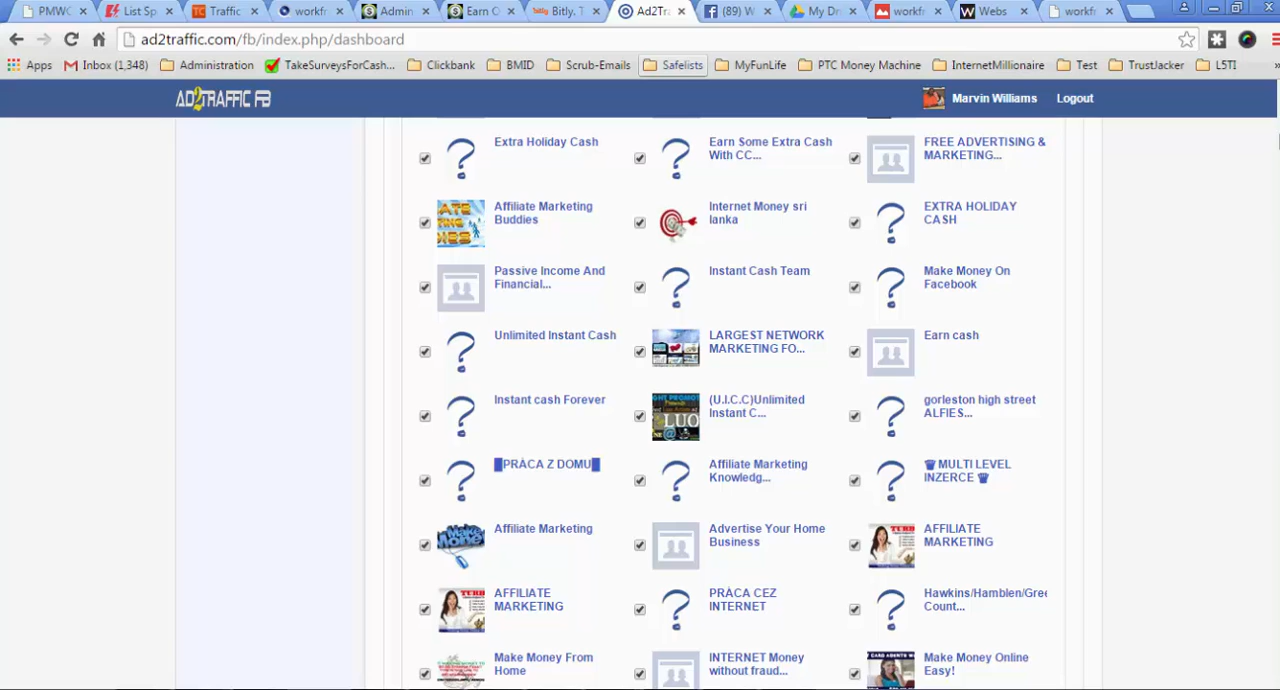 PMWC
List Sp
Traffic
workfr
Admin
Earn C
Bitly. T
Ad2Tr
(89) W
My Dr
workfr
Webs
workfr
ad2traffic.com/fb/index.php/dashboard
Apps Inbox (1,348) Administration TakeSurveysForCash... Clickbank BMID Scrub-Emails Safelists MyFunLife PTC Money Machine InternetMillionaire Test TrustJacker L5TI
AD2TRAFFIC FB Marvin Williams Logout
Extra Holiday Cash
Earn Some Extra Cash
With CC...
FREE ADVERTISING &
MARKETING...
Affiliate Marketing
Buddies
Internet Money sri
lanka
EXTRA HOLIDAY
CASH
Passive Income And
Financial...
Instant Cash Team
Make Money On
Facebook
Unlimited Instant Cash
LARGEST NETWORK
MARKETING FO...
Earn cash
Instant cash Forever
(U.I.C.C)Unlimited
Instant C...
gorleston high street
ALFIES...
█PRÁCA Z DOMU█
Affiliate Marketing
Knowledg...
♛ MULTI LEVEL
INZERCE ♛
Affiliate Marketing
Advertise Your Home
Business
AFFILIATE
MARKETING
AFFILIATE
MARKETING
PRÁCA CEZ
INTERNET
Hawkins/Hamblen/Gree
Count...
Make Money From
Home
INTERNET Money
without fraud...
Make Money Online
Easy!